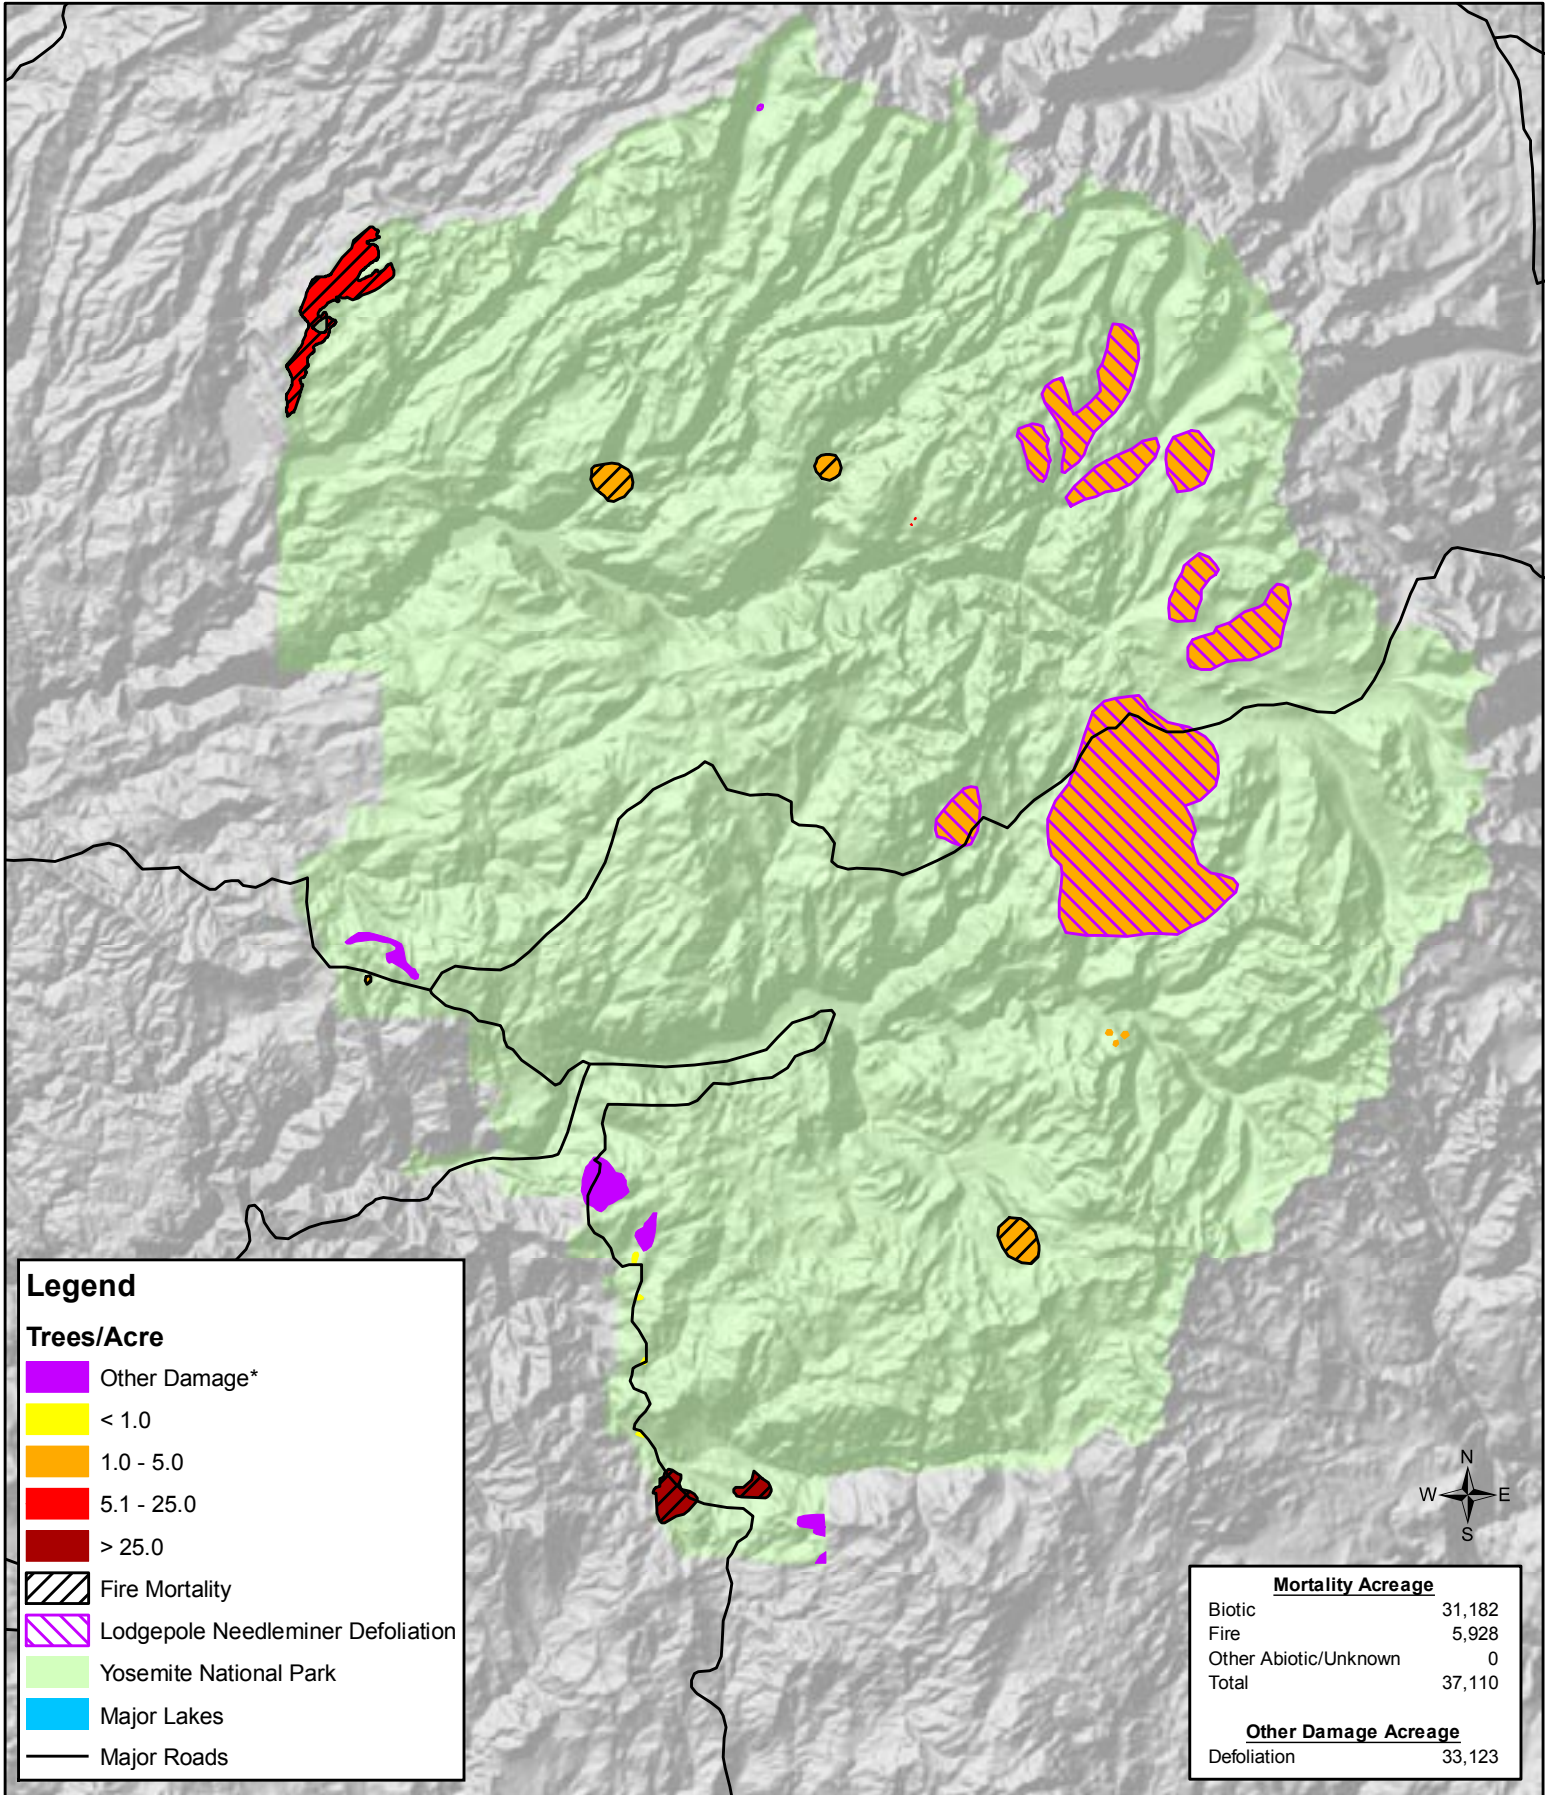 Legend
Trees/Acre
Other Damage*
< 1.0
1.0 - 5.0
5.1 - 25.0
> 25.0
Fire Mortality
Lodgepole Needleminer Defoliation
Yosemite National Park
Major Lakes
Major Roads
N
W E
S
Mortality Acreage
Biotic 31,182
Fire 5,928
Other Abiotic/Unknown 0
Total 37,110
Other Damage Acreage
Defoliation 33,123